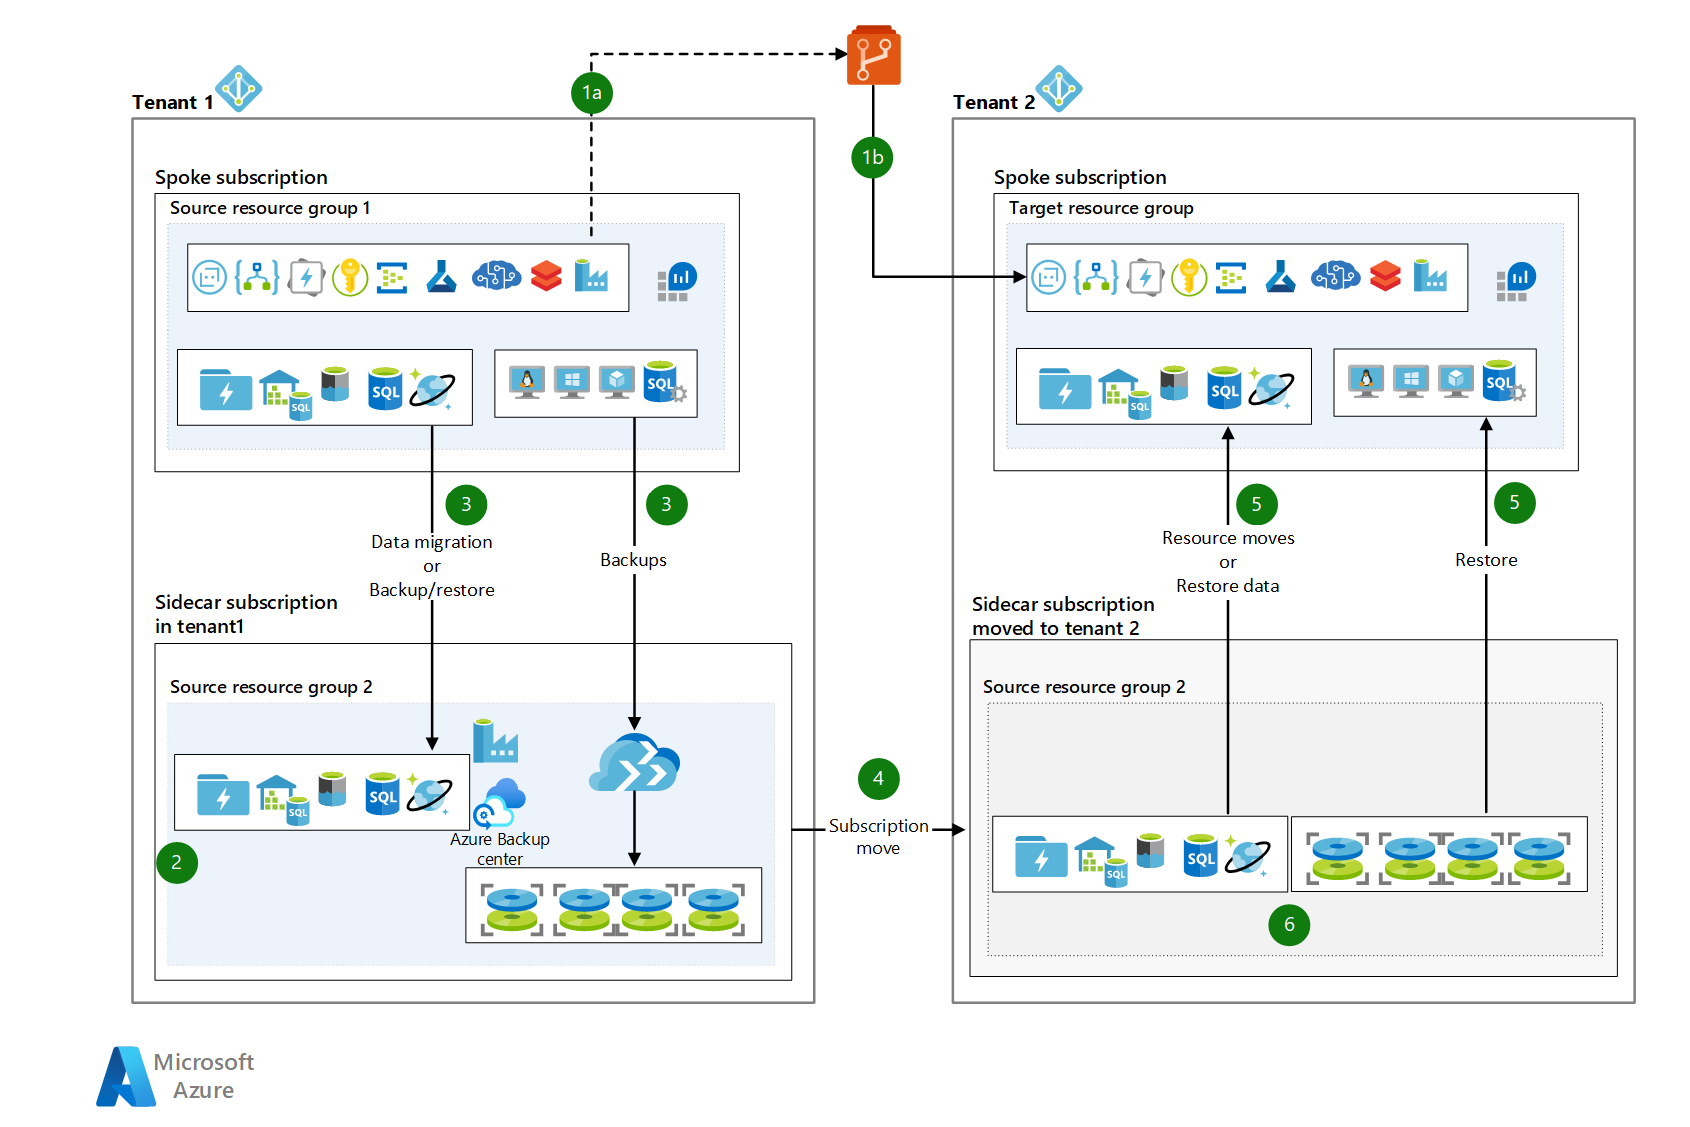 1a
1b
Tenant 1
Tenant 2
Spoke subscription
Source resource group 1
SQL
SQL
SQL
Spoke subscription
Target resource group
SQL
SQL
SQL
3
Data migration
or
Backup/restore
3
Backups
5
Resource moves
or
Restore data
5
Restore
Sidecar subscription
in tenant1
Source resource group 2
SQL
SQL
Azure Backup
center
2
4
Subscription
move
Sidecar subscription
moved to tenant 2
Source resource group 2
SQL
SQL
6
Microsoft
Azure